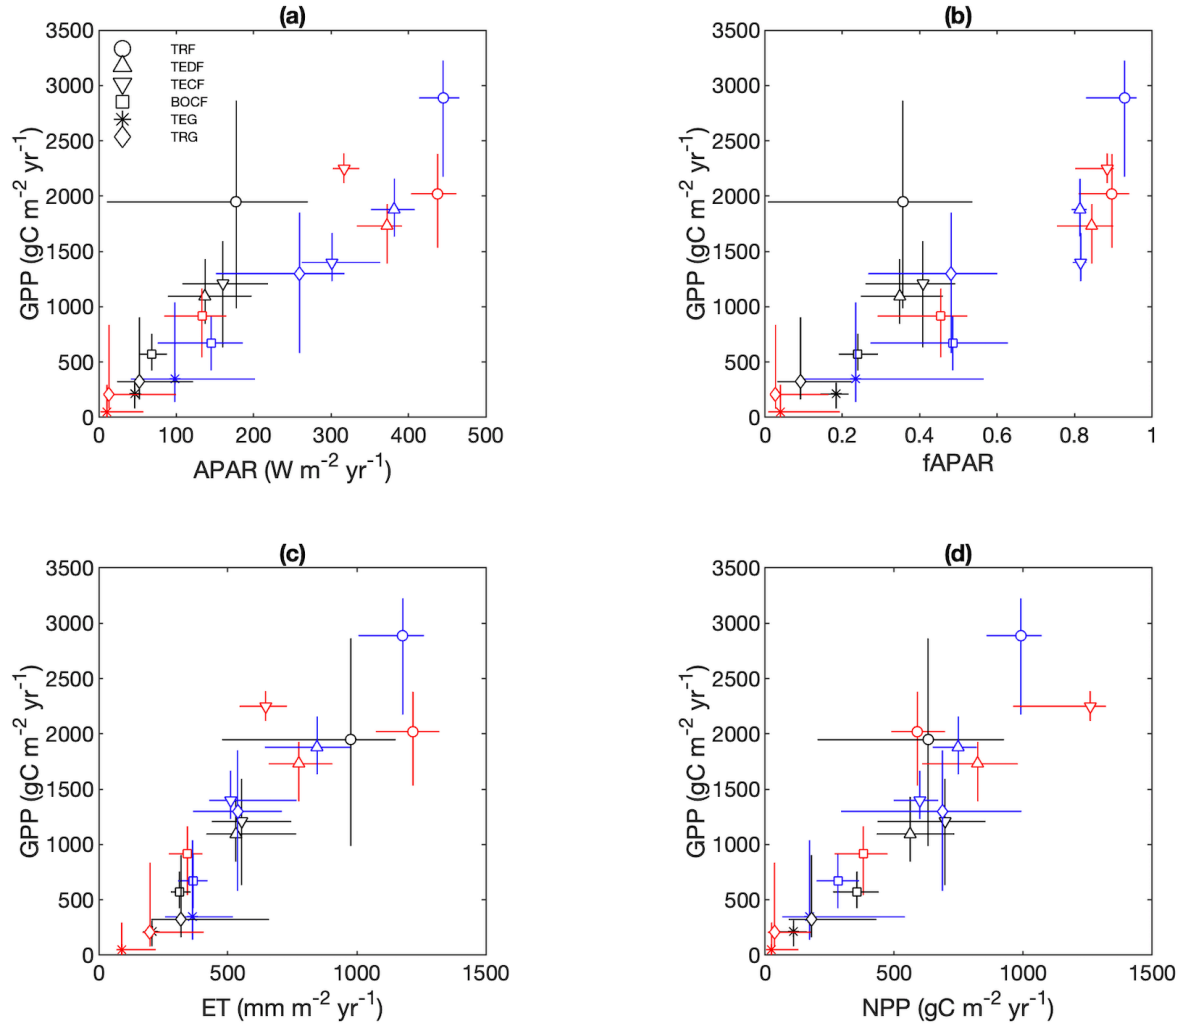 (a)
3500
3000
2500
2000
1500
1000
500
0
GPP (gC m⁻² yr⁻¹)
TRF
TEDF
TECF
BOCF
TEG
TRG
0 100 200 300 400 500
APAR (W m⁻² yr⁻¹)
(b)
3500
3000
2500
2000
1500
1000
500
0
GPP (gC m⁻² yr⁻¹)
0 0.2 0.4 0.6 0.8 1
fAPAR
(c)
3500
3000
2500
2000
1500
1000
500
0
GPP (gC m⁻² yr⁻¹)
0 500 1000 1500
ET (mm m⁻² yr⁻¹)
(d)
3500
3000
2500
2000
1500
1000
500
0
GPP (gC m⁻² yr⁻¹)
0 500 1000 1500
NPP (gC m⁻² yr⁻¹)